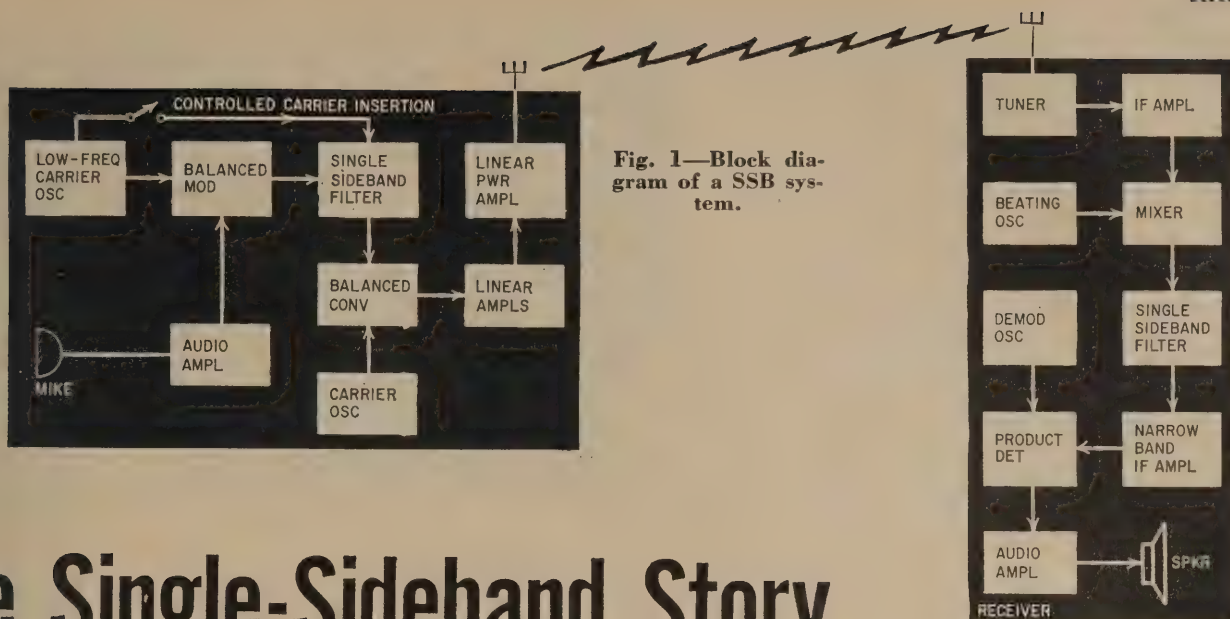 CONTROLLED CARRIER INSERTION
LOW-FREQ
CARRIER
OSC
BALANCED
MOD
SINGLE
SIDEBAND
FILTER
LINEAR
PWR
AMPL
BALANCED
CONV
LINEAR
AMPLS
AUDIO
AMPL
MIKE
CARRIER
OSC
Fig. 1—Block dia-
gram of a SSB sys-
tem.
TUNER
IF AMPL
BEATING
OSC
MIXER
DEMOD
OSC
SINGLE
SIDEBAND
FILTER
PRODUCT
DET
NARROW
BAND
IF AMPL
AUDIO
AMPL
SPKR
RECEIVER
Single-Sideband Story